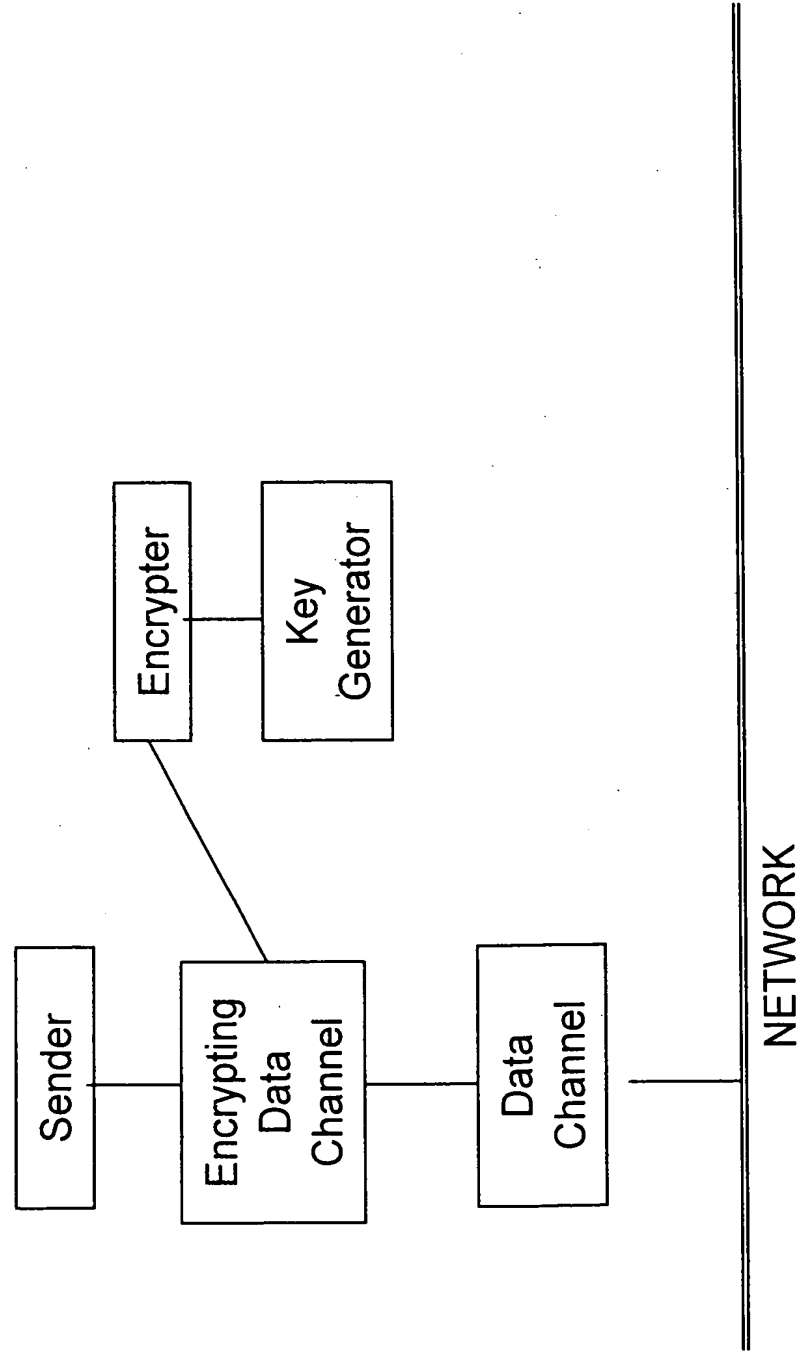 Sender
Encrypting
Data
Channel
Data
Channel
Encrypter
Key
Generator
NETWORK